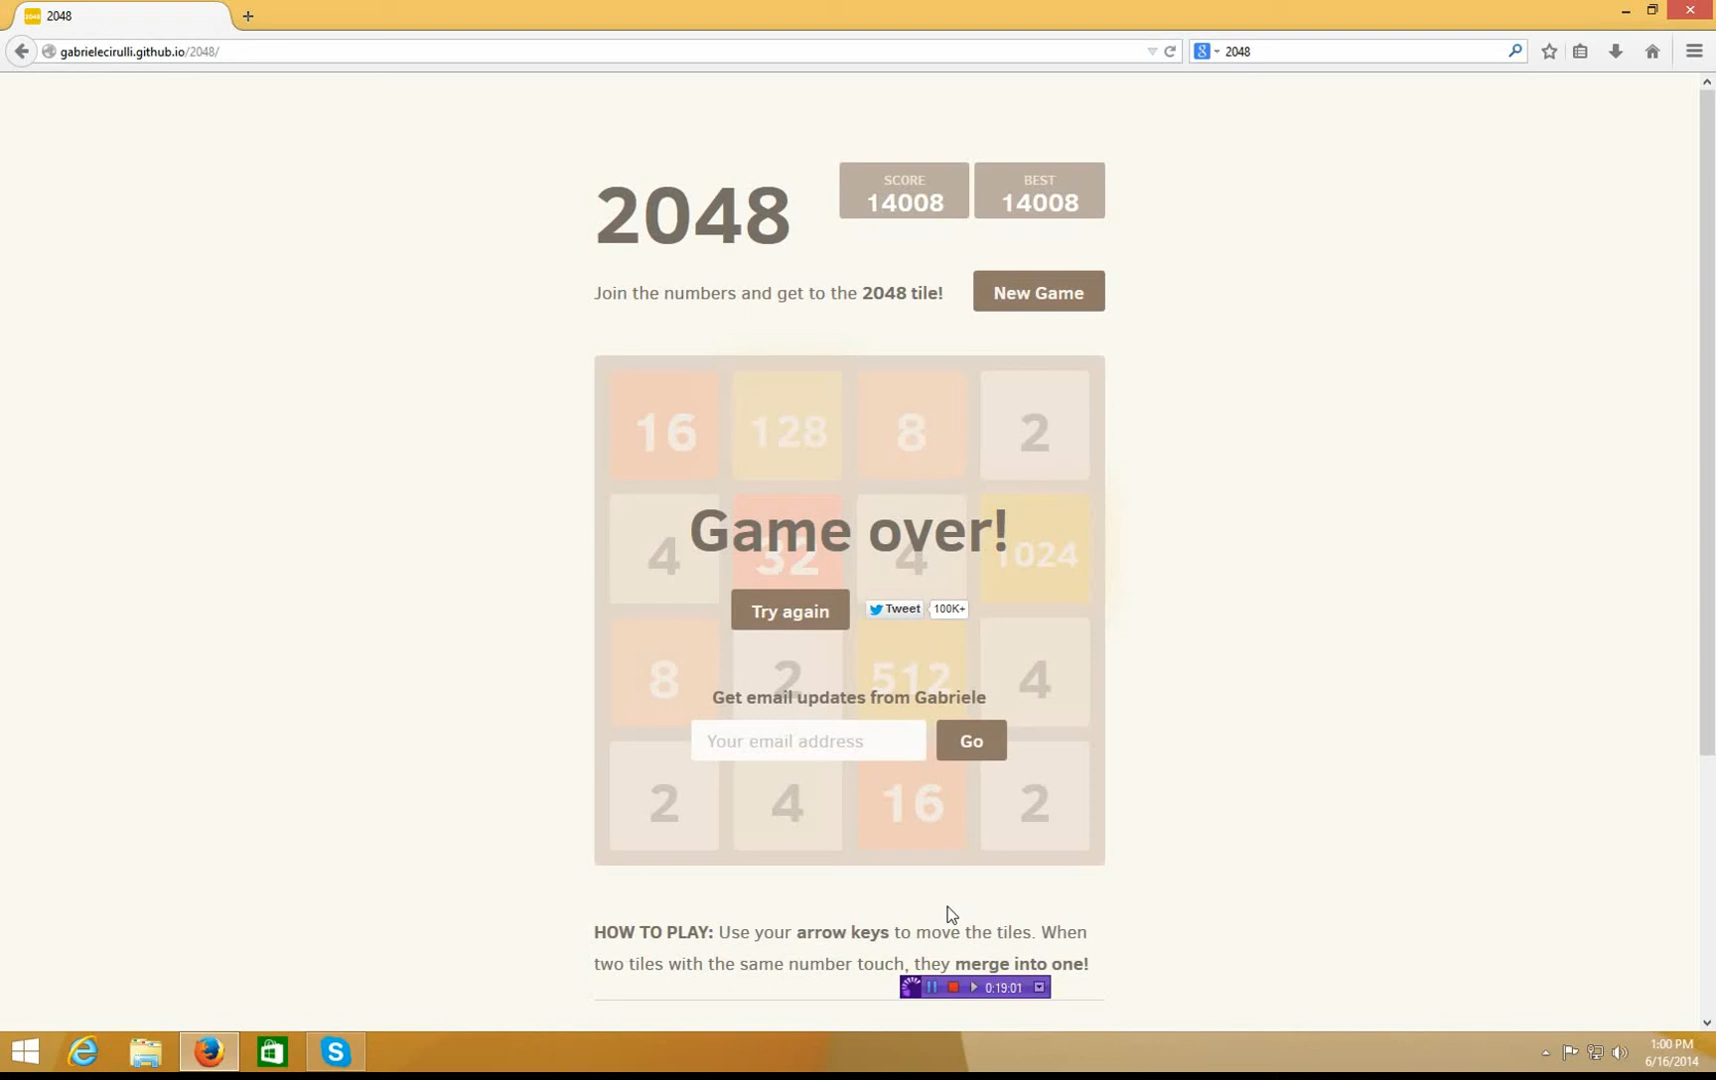 2048
gabrielecirulli.github.io/2048/
2048
2048
SCORE
14008
BEST
14008
Join the numbers and get to the 2048 tile!
New Game
16 128 8 2
4 32 4 1024
Game over!
Try again
Tweet 100K+
8 2 512 4
Get email updates from Gabriele
Your email address
Go
2 4 16 2
HOW TO PLAY: Use your arrow keys to move the tiles. When
two tiles with the same number touch, they merge into one!
0:19:01
1:00 PM
6/16/2014